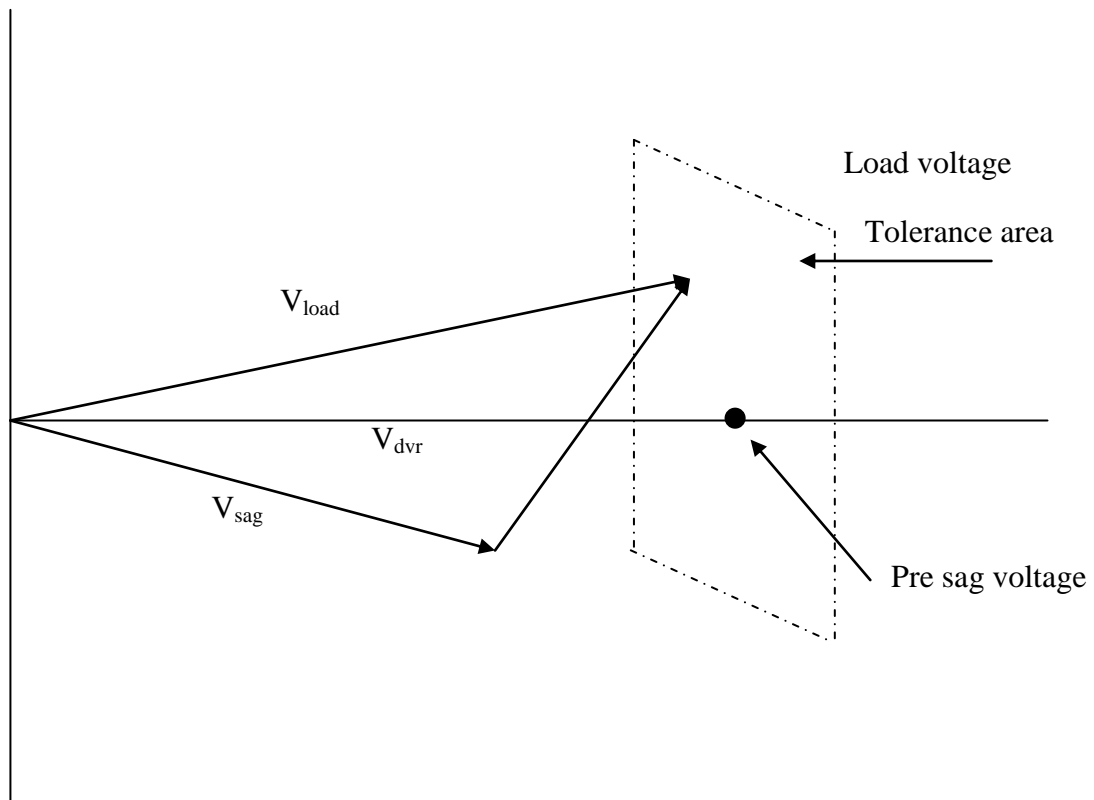 Load voltage
Tolerance area
V_load
V_dvr
V_sag
Pre sag voltage